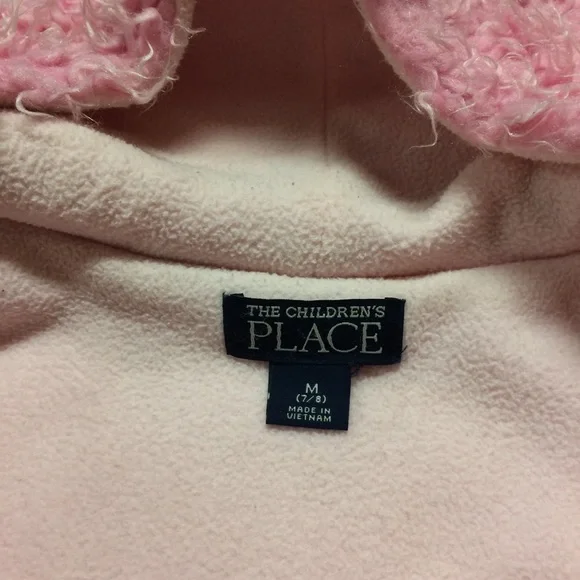 THE CHILDREN'S
PLACE
M
(7/8)
MADE IN
VIETNAM